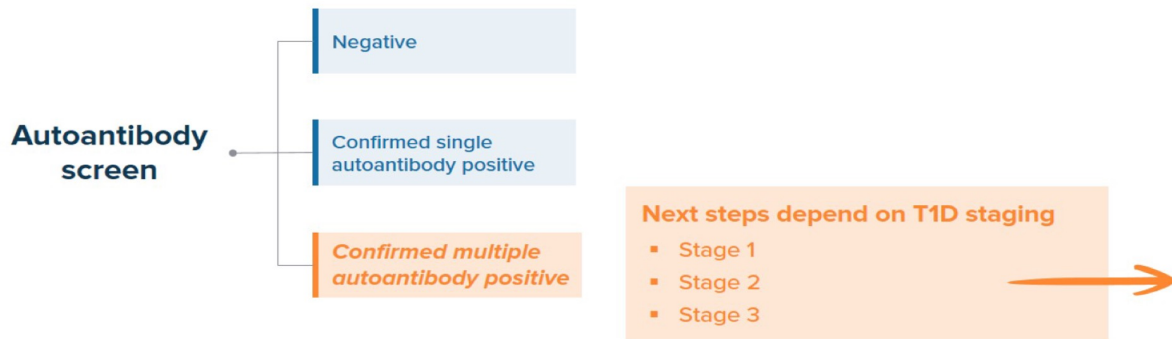 Autoantibody
screen
Negative
Confirmed single
autoantibody positive
Confirmed multiple
autoantibody positive
Next steps depend on T1D staging
▪ Stage 1
▪ Stage 2
▪ Stage 3